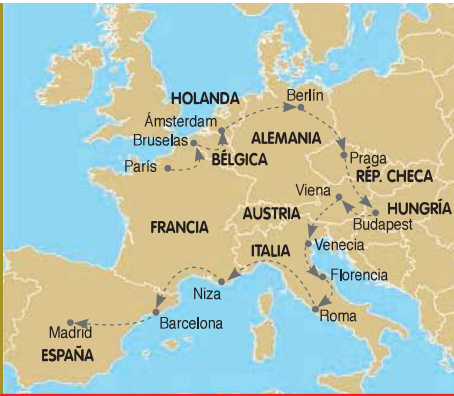 HOLANDA
Berlín
Ámsterdam
Bruselas
ALEMANIA
BÉLGICA
París
Praga
RÉP. CHECA
Viena
HUNGRÍA
AUSTRIA
Budapest
FRANCIA
Venecia
ITALIA
Florencia
Niza
Roma
Barcelona
Madrid
ESPAÑA